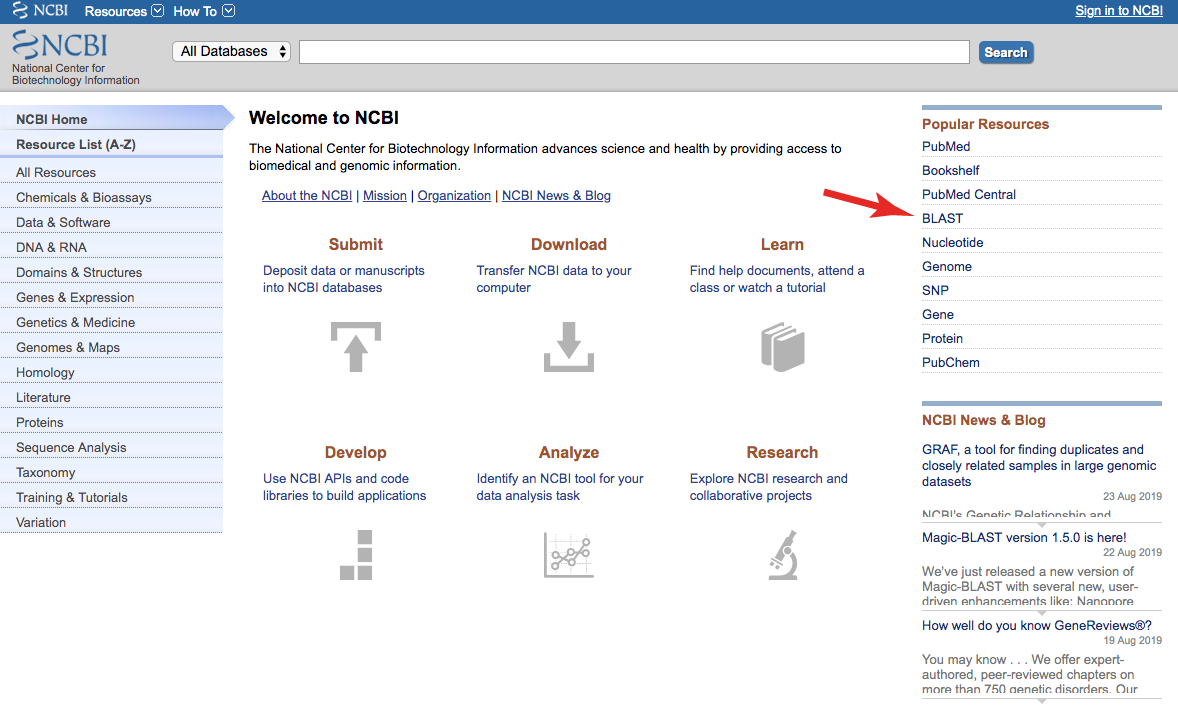 NCBI Resources How To Sign in to NCBI
NCBI
National Center for
Biotechnology Information
All Databases Search
NCBI Home
Resource List (A-Z)
All Resources
Chemicals & Bioassays
Data & Software
DNA & RNA
Domains & Structures
Genes & Expression
Genetics & Medicine
Genomes & Maps
Homology
Literature
Proteins
Sequence Analysis
Taxonomy
Training & Tutorials
Variation
Welcome to NCBI
The National Center for Biotechnology Information advances science and health by providing access to
biomedical and genomic information.
About the NCBI | Mission | Organization | NCBI News & Blog
Submit
Deposit data or manuscripts
into NCBI databases
Download
Transfer NCBI data to your
computer
Learn
Find help documents, attend a
class or watch a tutorial
Develop
Use NCBI APIs and code
libraries to build applications
Analyze
Identify an NCBI tool for your
data analysis task
Research
Explore NCBI research and
collaborative projects
Popular Resources
PubMed
Bookshelf
PubMed Central
BLAST
Nucleotide
Genome
SNP
Gene
Protein
PubChem
NCBI News & Blog
GRAF, a tool for finding duplicates and
closely related samples in large genomic
datasets
23 Aug 2019
NCBI's Genetic Relationship and
Magic-BLAST version 1.5.0 is here!
22 Aug 2019
We've just released a new version of
Magic-BLAST with several new, user-
driven enhancements like: Nanopore
How well do you know GeneReviews®?
19 Aug 2019
You may know . . . We offer expert-
authored, peer-reviewed chapters on
more than 750 genetic disorders. Our